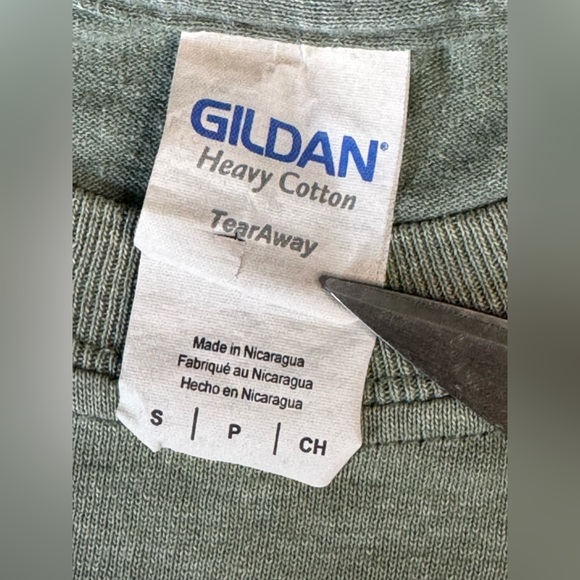 GILDAN®
Heavy Cotton
TearAway
Made in Nicaragua
Fabriqué au Nicaragua
Hecho en Nicaragua
S | P | CH